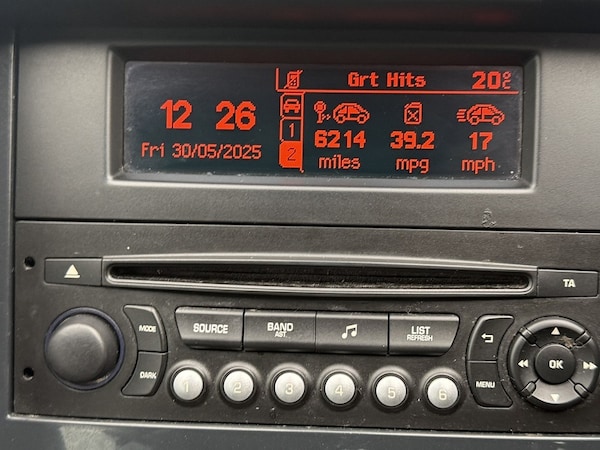 Grt Hits 20°C
12 26
Fri 30/05/2025
1
2
6214 39.2 17
miles mpg mph
TA
MODE
SOURCE BAND AST. LIST REFRESH
DARK MENU OK
1 2 3 4 5 6